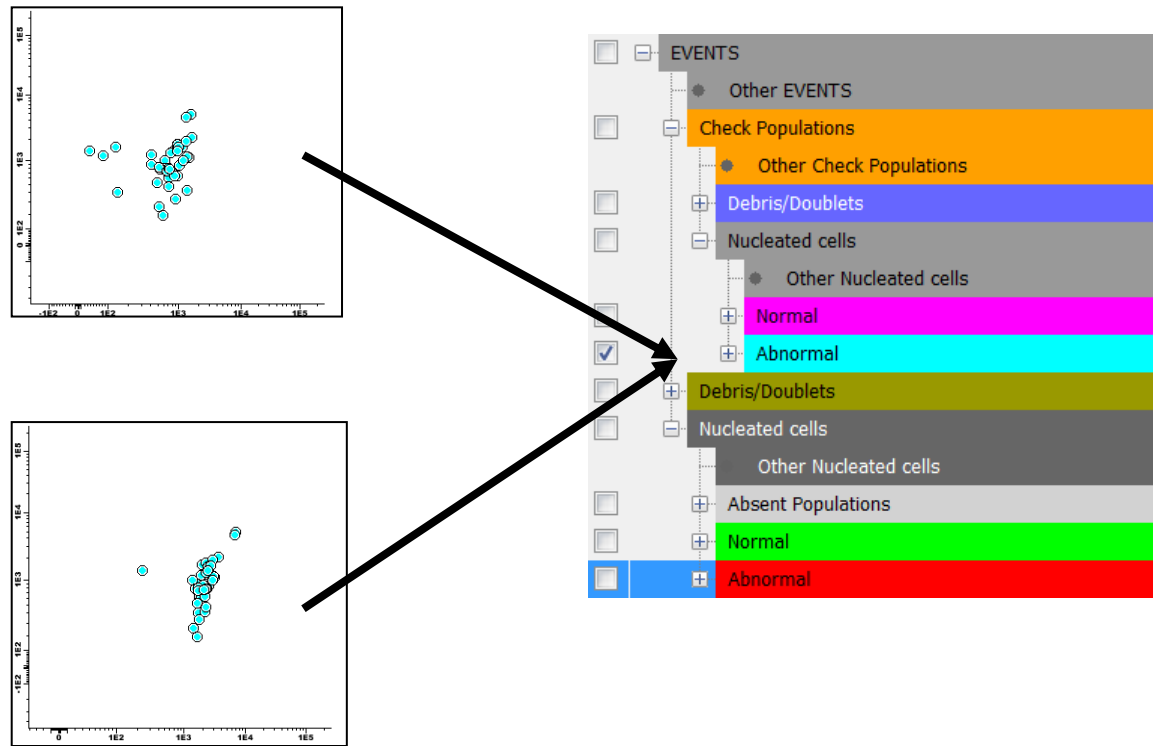 1E5
1E4
1E3
1E2
0
-1E2
0
1E2
1E3
1E4
1E5
1E5
1E4
1E3
1E2
-1E2
0
1E2
1E3
1E4
1E5
EVENTS
Other EVENTS
Check Populations
Other Check Populations
Debris/Doublets
Nucleated cells
Other Nucleated cells
Normal
Abnormal
Debris/Doublets
Nucleated cells
Other Nucleated cells
Absent Populations
Normal
Abnormal